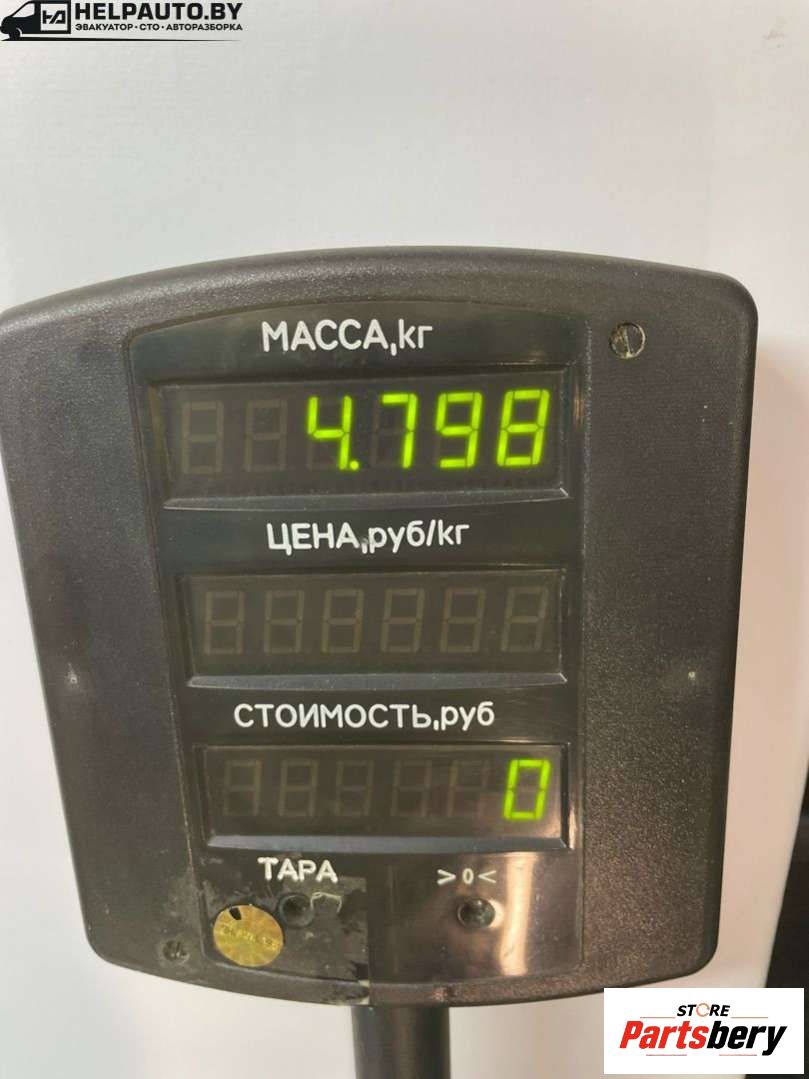 HELPAUTO.BY
ЭВАКУАТОР • СТО • АВТОРАЗБОРКА
МАССА,кг
4.798
ЦЕНА,руб/кг
СТОИМОСТЬ,руб
0
ТАРА >0<
STORE
Partsbery